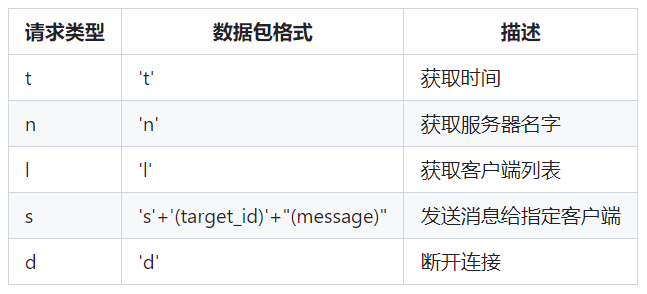 请求类型 数据包格式 描述
t 't' 获取时间
n 'n' 获取服务器名字
l 'l' 获取客户端列表
s 's'+'(target_id)'+"(message)" 发送消息给指定客户端
d 'd' 断开连接